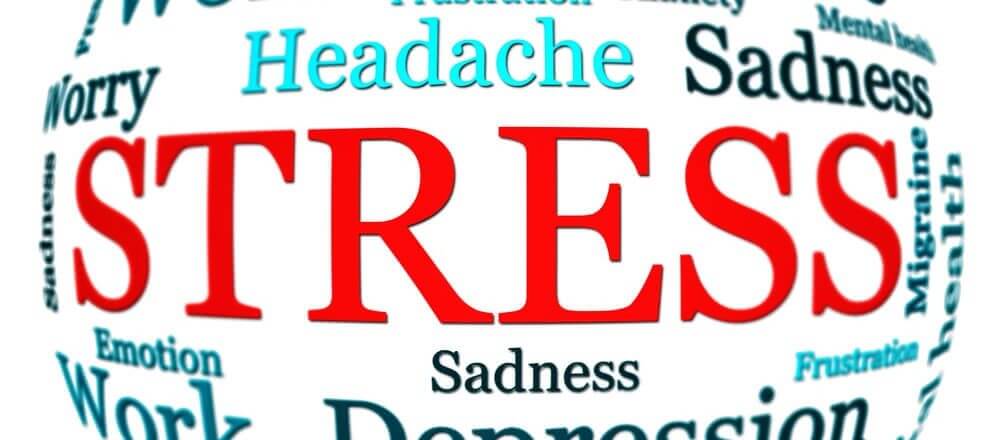 Frustration
Anxiety
Mental health
Headache
Sadness
Worry
STRESS
Sadness
Migraine
health
Emotion
Sadness
Frustration
Work
Depression